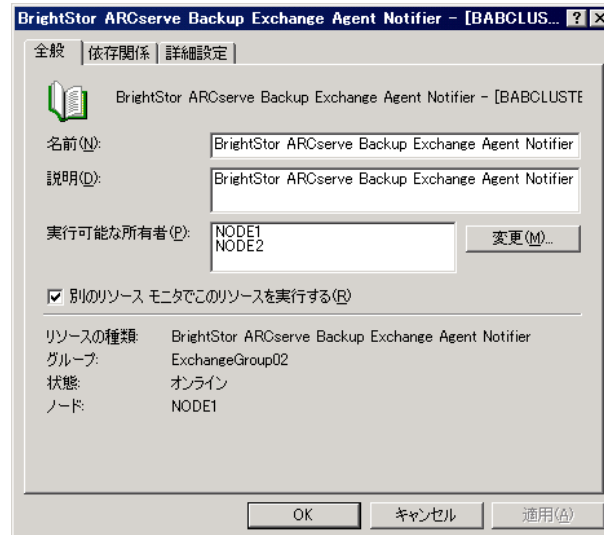 BrightStor ARCserve Backup Exchange Agent Notifier - [BABCLUS...
全般 依存関係 詳細設定
BrightStor ARCserve Backup Exchange Agent Notifier - [BABCLUSTE
名前(N): BrightStor ARCserve Backup Exchange Agent Notifier
説明(D): BrightStor ARCserve Backup Exchange Agent Notifier
実行可能な所有者(P): NODE1 変更(M)...
NODE2
別のリソース モニタでこのリソースを実行する(R)
リソースの種類: BrightStor ARCserve Backup Exchange Agent Notifier
グループ: ExchangeGroup02
状態: オンライン
ノード: NODE1
OK キャンセル 適用(A)